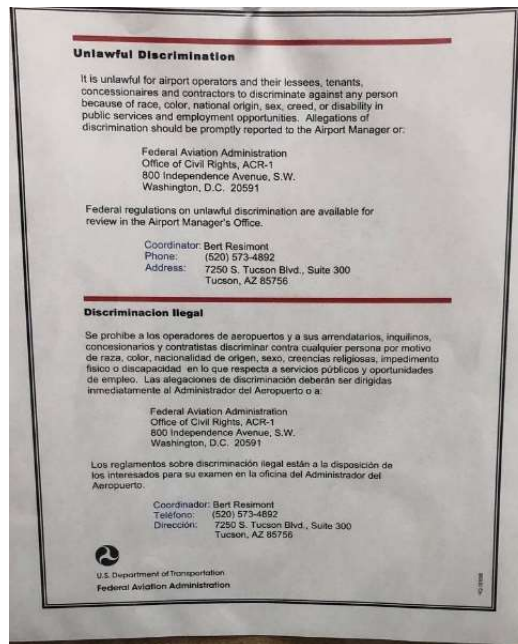 Unlawful Discrimination
It is unlawful for airport operators and their lessees, tenants,
concessionaires and contractors to discriminate against any person
because of race, color, national origin, sex, creed, or disability in
public services and employment opportunities. Allegations of
discrimination should be promptly reported to the Airport Manager or:
Federal Aviation Administration
Office of Civil Rights, ACR-1
800 Independence Avenue, S.W.
Washington, D.C. 20591
Federal regulations on unlawful discrimination are available for
review in the Airport Manager's Office.
Coordinator: Bert Resimont
Phone: (520) 573-4892
Address: 7250 S. Tucson Blvd., Suite 300
Tucson, AZ 85756
Discriminacion Ilegal
Se prohibe a los operadores de aeropuertos y a sus arrendatarios, inquilinos,
concesionarios y contratistas discriminar contra cualquier persona por motivo
de raza, color, nacionalidad de origen, sexo, creencias religiosas, impedimento
físico o discapacidad en lo que respecta a servicios públicos y oportunidades
de empleo. Las alegaciones de discriminación deberán ser dirigidas
inmediatamente al Administrador del Aeropuerto o a:
Federal Aviation Administration
Office of Civil Rights, ACR-1
800 Independence Avenue, S.W.
Washington, D.C. 20591
Los reglamentos sobre discriminación ilegal están a la disposición de
los interesados para su examen en la oficina del Administrador del
Aeropuerto.
Coordinador: Bert Resimont
Teléfono: (520) 573-4892
Dirección: 7250 S. Tucson Blvd., Suite 300
Tucson, AZ 85756
U.S. Department of Transportation
Federal Aviation Administration